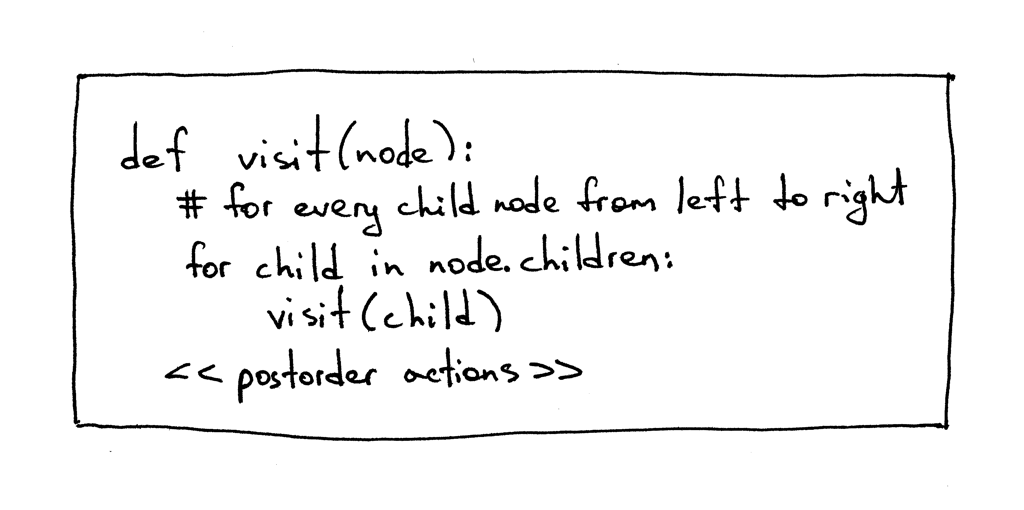 def visit(node):
# for every child node from left to right
for child in node.children:
visit(child)
<< postorder actions >>